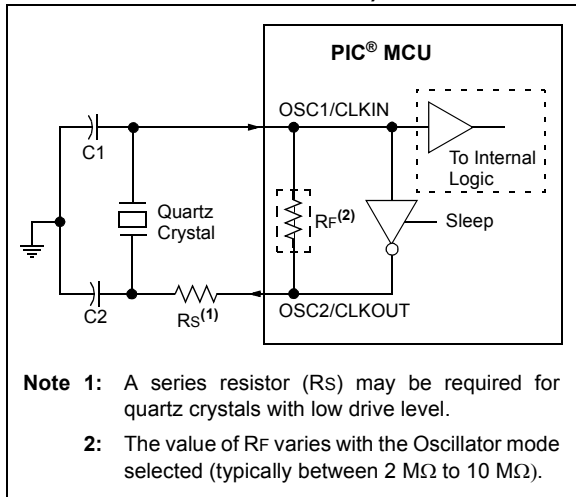 PIC® MCU
OSC1/CLKIN
C1
To Internal
Logic
Quartz
Crystal
RF(2)
Sleep
C2
RS(1)
OSC2/CLKOUT
Note 1: A series resistor (RS) may be required for
quartz crystals with low drive level.
2: The value of RF varies with the Oscillator mode
selected (typically between 2 MΩ to 10 MΩ).